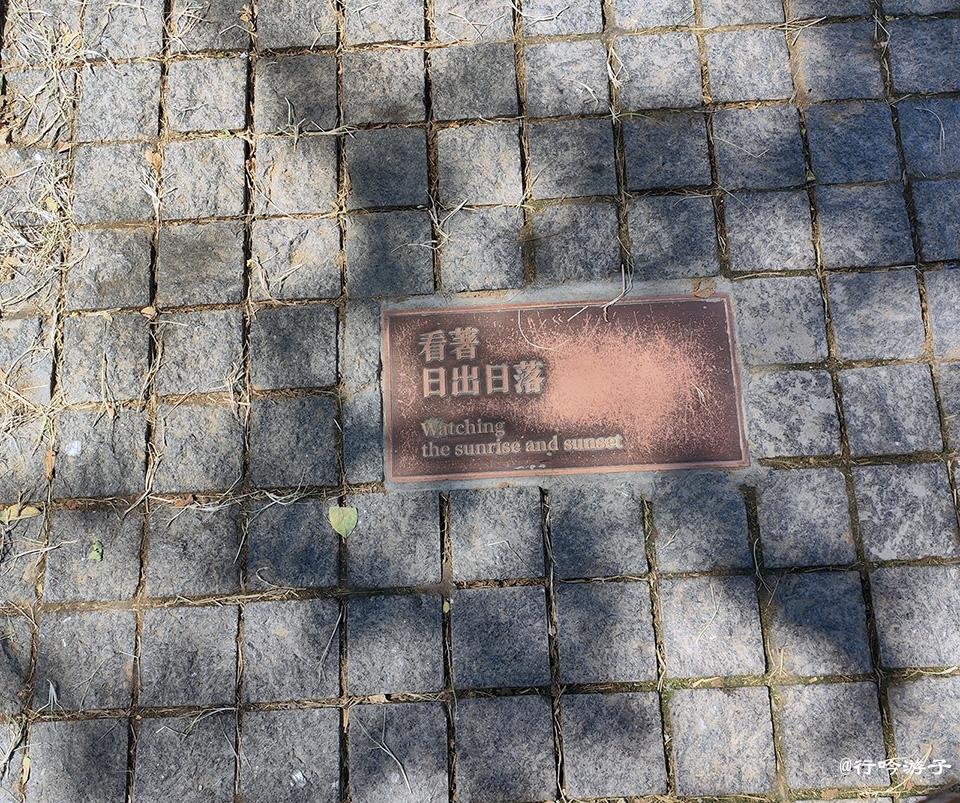 看著
日出日落
Watching
the sunrise and sunset
@行吟游子